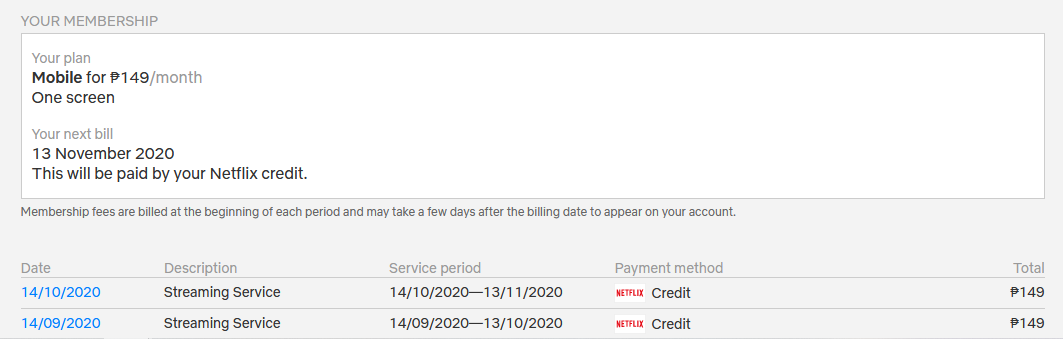 YOUR MEMBERSHIP
Your plan
Mobile for ₱149/month
One screen
Your next bill
13 November 2020
This will be paid by your Netflix credit.
Membership fees are billed at the beginning of each period and may take a few days after the billing date to appear on your account.
Date Description Service period Payment method Total
14/10/2020 Streaming Service 14/10/2020—13/11/2020 NETFLIX Credit ₱149
14/09/2020 Streaming Service 14/09/2020—13/10/2020 NETFLIX Credit ₱149